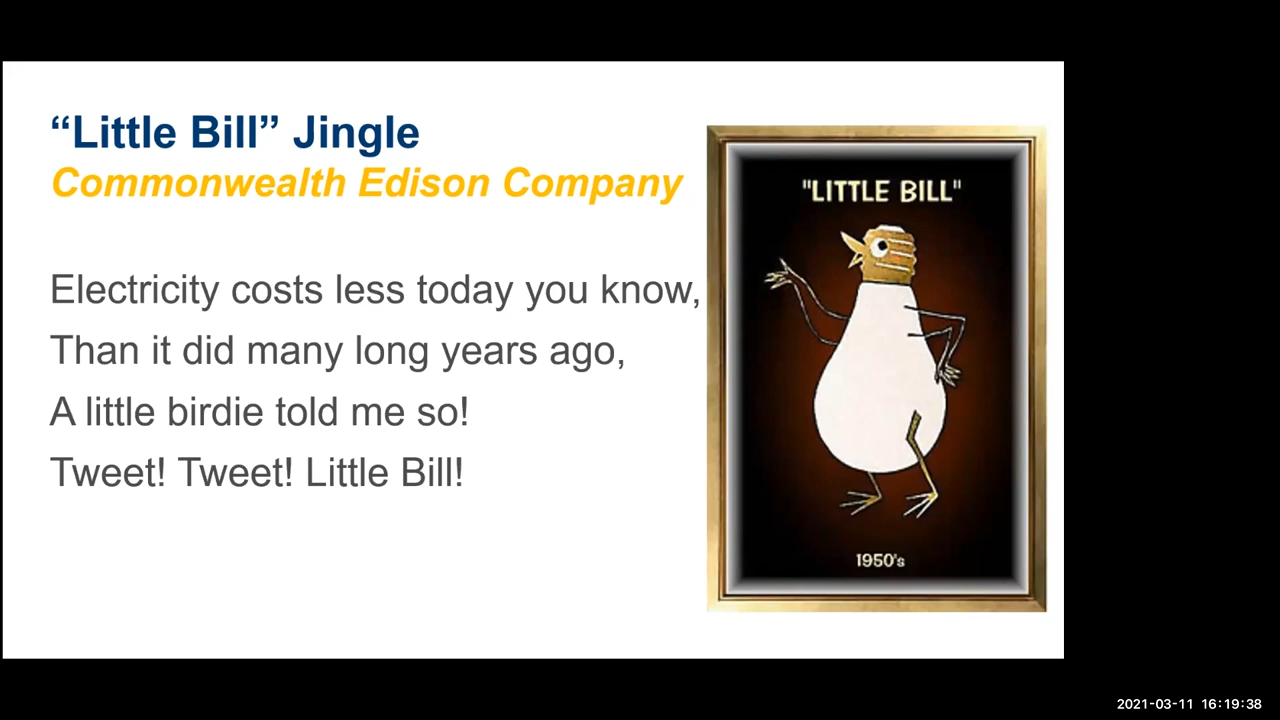 “Little Bill” Jingle
Commonwealth Edison Company
Electricity costs less today you know,
Than it did many long years ago,
A little birdie told me so!
Tweet! Tweet! Little Bill!
"LITTLE BILL"
1950's
2021-03-11 16:19:38